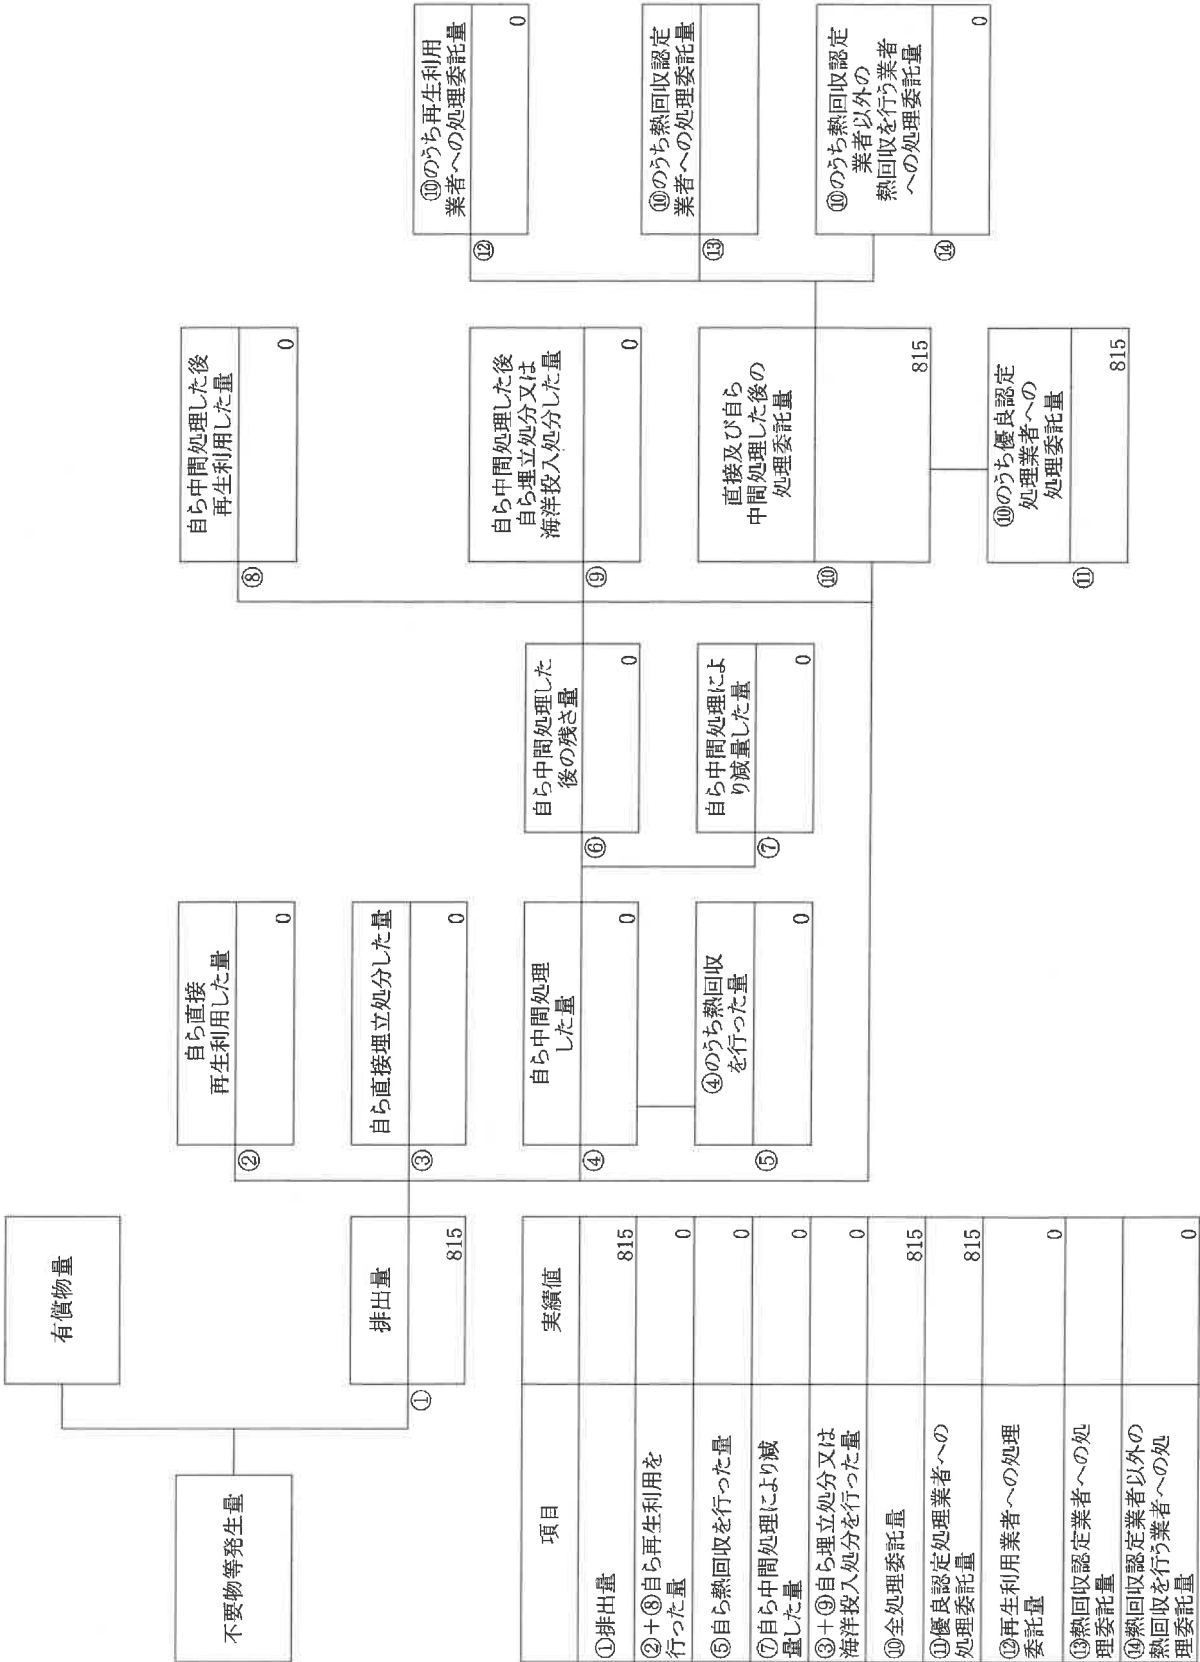 不要物等発生量
有償物量
①
排出量
815
②
自ら直接
再生利用した量
0
③
自ら直接埋立処分した量
0
④
自ら中間処理
した量
0
⑤
④のうち熱回収
を行った量
0
⑥
自ら中間処理した
後の残さ量
0
⑦
自ら中間処理によ
り減量した量
0
⑧
自ら中間処理した後
再生利用した量
0
⑨
自ら中間処理した後
自ら埋立処分又は
海洋投入処分した量
0
⑩
直接及び自ら
中間処理した後の
処理委託量
815
⑪
⑩のうち優良認定
処理業者への
処理委託量
815
⑫
⑩のうち再生利用
業者への処理委託量
0
⑬
⑩のうち熱回収認定
業者への処理委託量
⑭
⑩のうち熱回収認定
業者以外の
熱回収を行う業者
への処理委託量
0
項目
実績値
①排出量
815
②+⑧自ら再生利用を
行った量
0
⑤自ら熱回収を行った量
0
⑦自ら中間処理により減
量した量
0
③+⑨自ら埋立処分又は
海洋投入処分を行った量
0
⑩全処理委託量
815
⑪優良認定処理業者への
処理委託量
815
⑫再生利用業者への処理
委託量
0
⑬熱回収認定業者への処
理委託量
⑭熱回収認定業者以外の
熱回収を行う業者への処
理委託量
0